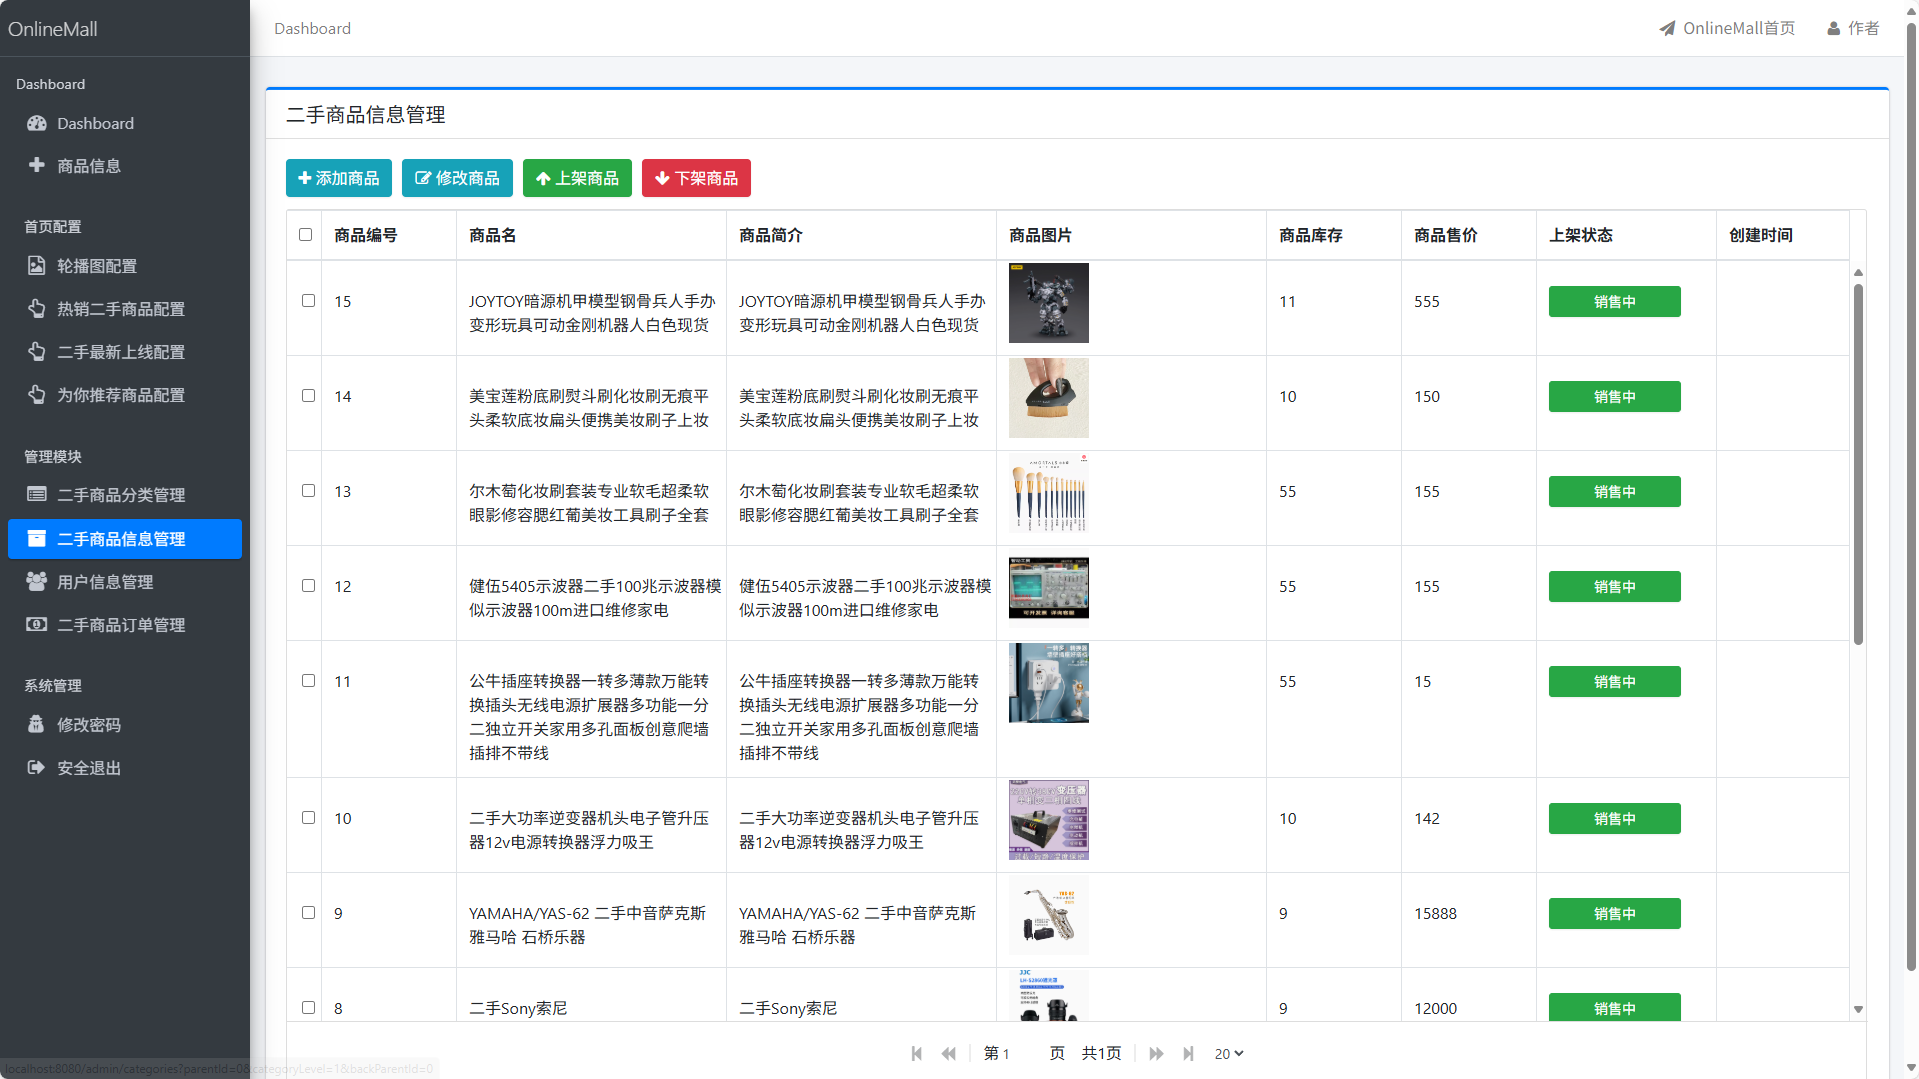 OnlineMall
Dashboard
OnlineMall首页
作者
Dashboard
Dashboard
商品信息
首页配置
轮播图配置
热销二手商品配置
二手最新上线配置
为你推荐商品配置
管理模块
二手商品分类管理
二手商品信息管理
用户信息管理
二手商品订单管理
系统管理
修改密码
安全退出
二手商品信息管理
添加商品 修改商品 上架商品 下架商品
商品编号 商品名 商品简介 商品图片 商品库存 商品售价 上架状态 创建时间
15 JOYTOY暗源机甲模型钢骨兵人手办 JOYTOY暗源机甲模型钢骨兵人手办 11 555 销售中
变形玩具可动金刚机器人白色现货 变形玩具可动金刚机器人白色现货
14 美宝莲粉底刷熨斗刷化妆刷无痕平 美宝莲粉底刷熨斗刷化妆刷无痕平 10 150 销售中
头柔软底妆扁头便携美妆刷子上妆 头柔软底妆扁头便携美妆刷子上妆
13 尔木萄化妆刷套装专业软毛超柔软 尔木萄化妆刷套装专业软毛超柔软 55 155 销售中
眼影修容腮红葡美妆工具刷子全套 眼影修容腮红葡美妆工具刷子全套
12 健伍5405示波器二手100兆示波器模 健伍5405示波器二手100兆示波器模 55 155 销售中
似示波器100m进口维修家电 似示波器100m进口维修家电
11 公牛插座转换器一转多薄款万能转 公牛插座转换器一转多薄款万能转 55 15 销售中
换插头无线电源扩展器多功能一分 换插头无线电源扩展器多功能一分
二独立开关家用多孔面板创意爬墙 二独立开关家用多孔面板创意爬墙
插排不带线 插排不带线
10 二手大功率逆变器机头电子管升压 二手大功率逆变器机头电子管升压 10 142 销售中
器12v电源转换器浮力吸王 器12v电源转换器浮力吸王
变压器
9 YAMAHA/YAS-62 二手中音萨克斯 YAMAHA/YAS-62 二手中音萨克斯 9 15888 销售中
雅马哈 石桥乐器 雅马哈 石桥乐器
JJC
8 二手Sony索尼 二手Sony索尼 9 12000 销售中
第 1 页 共1页 20
localhost:8080/admin/categories?parentId=0&categoryLevel=1&backParentId=0